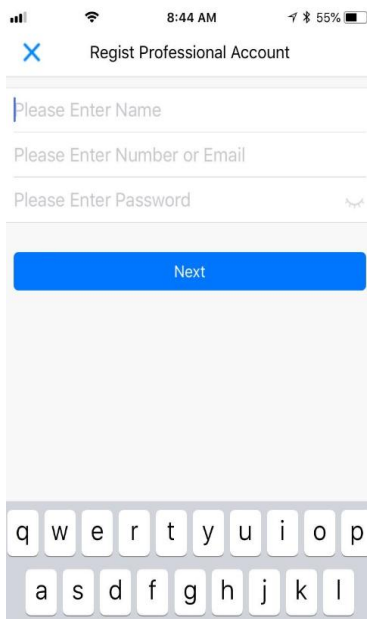 8:44 AM 55%
Regist Professional Account
Please Enter Name
Please Enter Number or Email
Please Enter Password
Next
q w e r t y u i o p
a s d f g h j k l